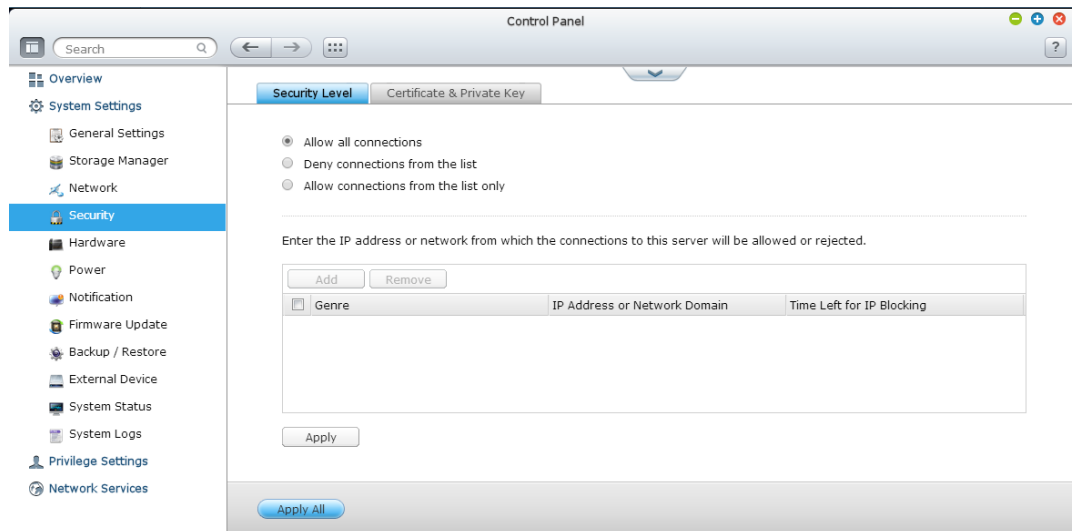 Control Panel
Search
?
Overview
System Settings
General Settings
Storage Manager
Network
Security
Hardware
Power
Notification
Firmware Update
Backup / Restore
External Device
System Status
System Logs
Privilege Settings
Network Services
Security Level Certificate & Private Key
Allow all connections
Deny connections from the list
Allow connections from the list only
Enter the IP address or network from which the connections to this server will be allowed or rejected.
Add Remove
Genre IP Address or Network Domain Time Left for IP Blocking
Apply
Apply All